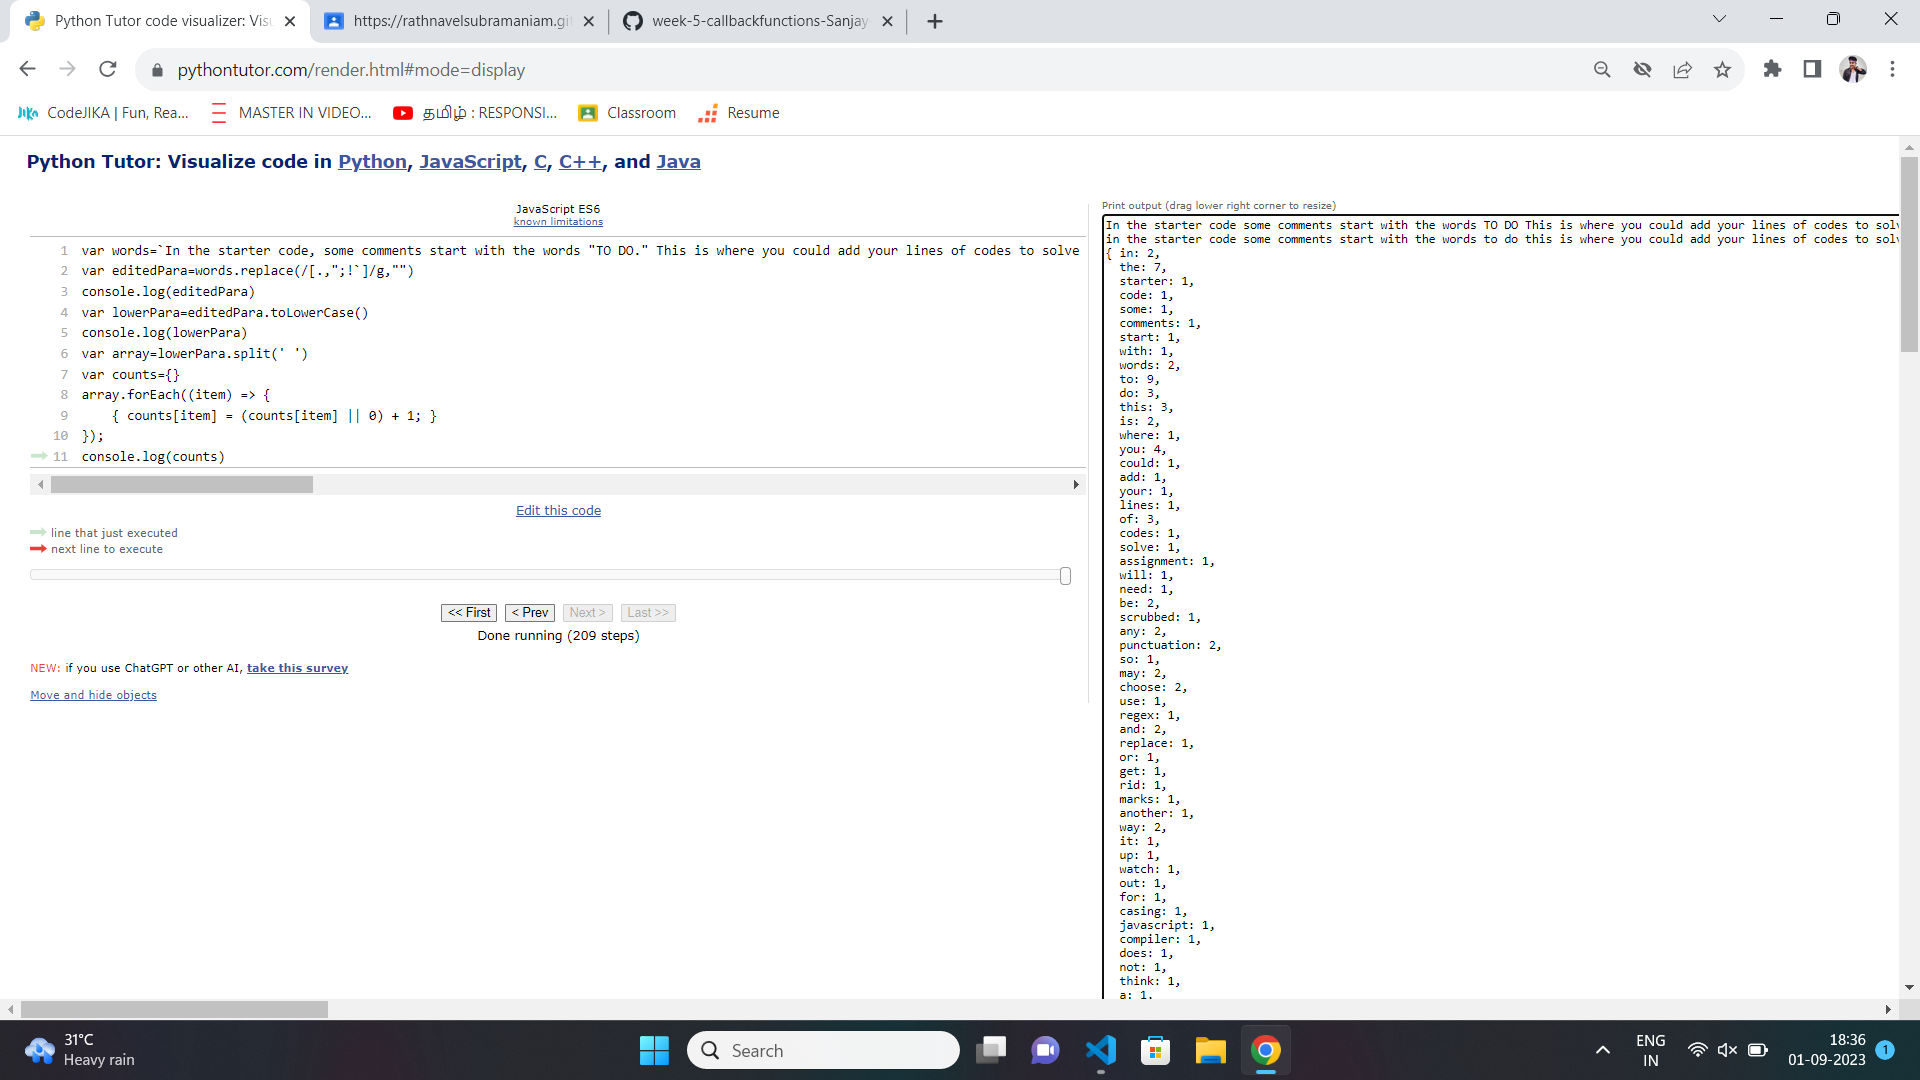 Python Tutor code visualizer: Vis
https://rathnavelsubramaniam.git
week-5-callbackfunctions-Sanjay-
pythontutor.com/render.html#mode=display
CodeJIKA | Fun, Rea...
MASTER IN VIDEO...
தமிழ் : RESPONSI...
Classroom
Resume
Python Tutor: Visualize code in Python, JavaScript, C, C++, and Java
JavaScript ES6
known limitations
1 var words=`In the starter code, some comments start with the words "TO DO." This is where you could add your lines of codes to solve
2 var editedPara=words.replace(/[.,";!`]/g,"")
3 console.log(editedPara)
4 var lowerPara=editedPara.toLowerCase()
5 console.log(lowerPara)
6 var array=lowerPara.split(' ')
7 var counts={}
8 array.forEach((item) => {
9 { counts[item] = (counts[item] || 0) + 1; }
10 });
11 console.log(counts)
Edit this code
line that just executed
next line to execute
<< First < Prev Next > Last >>
Done running (209 steps)
NEW: if you use ChatGPT or other AI, take this survey
Move and hide objects
Print output (drag lower right corner to resize)
In the starter code some comments start with the words TO DO This is where you could add your lines of codes to solv
in the starter code some comments start with the words to do this is where you could add your lines of codes to solv
{ in: 2,
the: 7,
starter: 1,
code: 1,
some: 1,
comments: 1,
start: 1,
with: 1,
words: 2,
to: 9,
do: 3,
this: 3,
is: 2,
where: 1,
you: 4,
could: 1,
add: 1,
your: 1,
lines: 1,
of: 3,
codes: 1,
solve: 1,
assignment: 1,
will: 1,
need: 1,
be: 2,
scrubbed: 1,
any: 2,
punctuation: 2,
so: 1,
may: 2,
choose: 2,
use: 1,
regex: 1,
and: 2,
replace: 1,
or: 1,
get: 1,
rid: 1,
marks: 1,
another: 1,
way: 2,
it: 1,
up: 1,
watch: 1,
out: 1,
for: 1,
casing: 1,
javascript: 1,
compiler: 1,
does: 1,
not: 1,
think: 1,
a: 1,
31°C
Heavy rain
Search
ENG
IN
18:36
01-09-2023
1